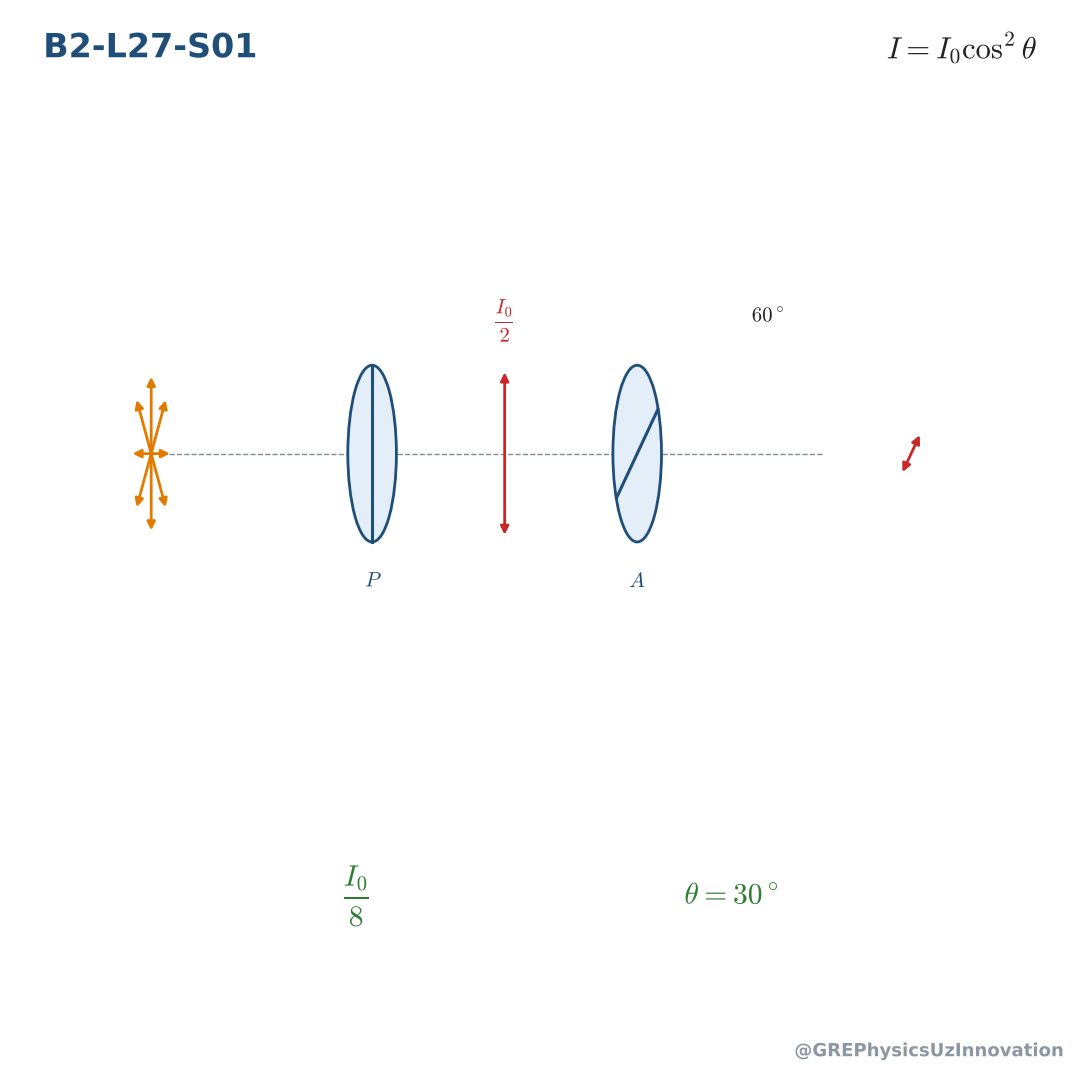 B2-L27-S01
I = I₀cos² θ
I₀/2
60°
P
A
I₀/8
θ = 30°
@GREPhysicsUzInnovation